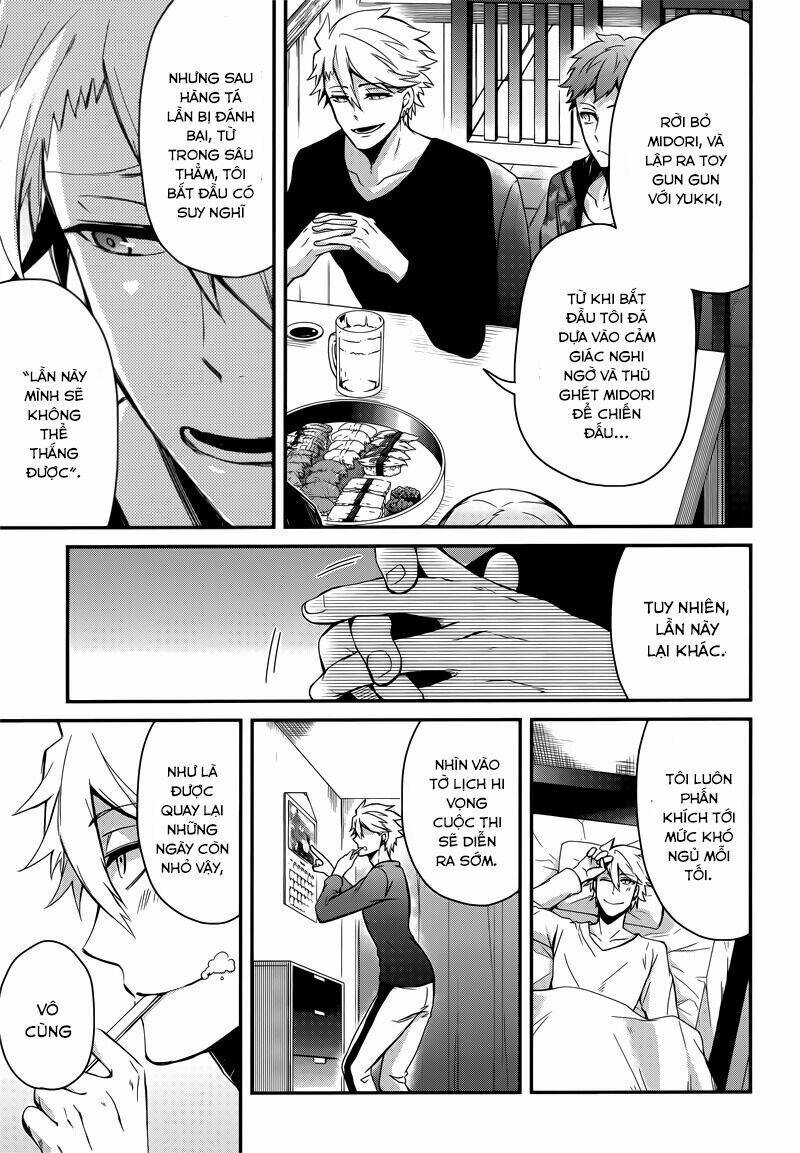 RỜI BỎ
MIDORI, VÀ
LẬP RA TOY
GUN GUN
VỚI YUKKI,
TỪ KHI BẮT
ĐẦU TÔI ĐÃ
DỰA VÀO CẢM
GIÁC NGHI
NGỜ VÀ THÙ
GHÉT MIDORI
ĐỂ CHIẾN
ĐẤU...
NHƯNG SAU
HÀNG TÁ
LẦN BỊ ĐÁNH
BẠI, TỪ
TRONG SÂU
THẲM, TÔI
BẮT ĐẦU CÓ
SUY NGHĨ
"LẦN NÀY
MÌNH SẼ
KHÔNG
THỂ
THẮNG
ĐƯỢC".
TUY NHIÊN,
LẦN NÀY
LẠI KHÁC.
TÔI LUÔN
PHẤN
KHÍCH TỚI
MỨC KHÓ
NGỦ MỖI
TỐI.
NHÌN VÀO
TỜ LỊCH HI
VỌNG
CUỘC THI
SẼ DIỄN
RA SỚM.
NHƯ LÀ
ĐƯỢC
QUAY LẠI
NHỮNG
NGÀY CÒN
NHỎ VẬY,
VÔ
CÙNG